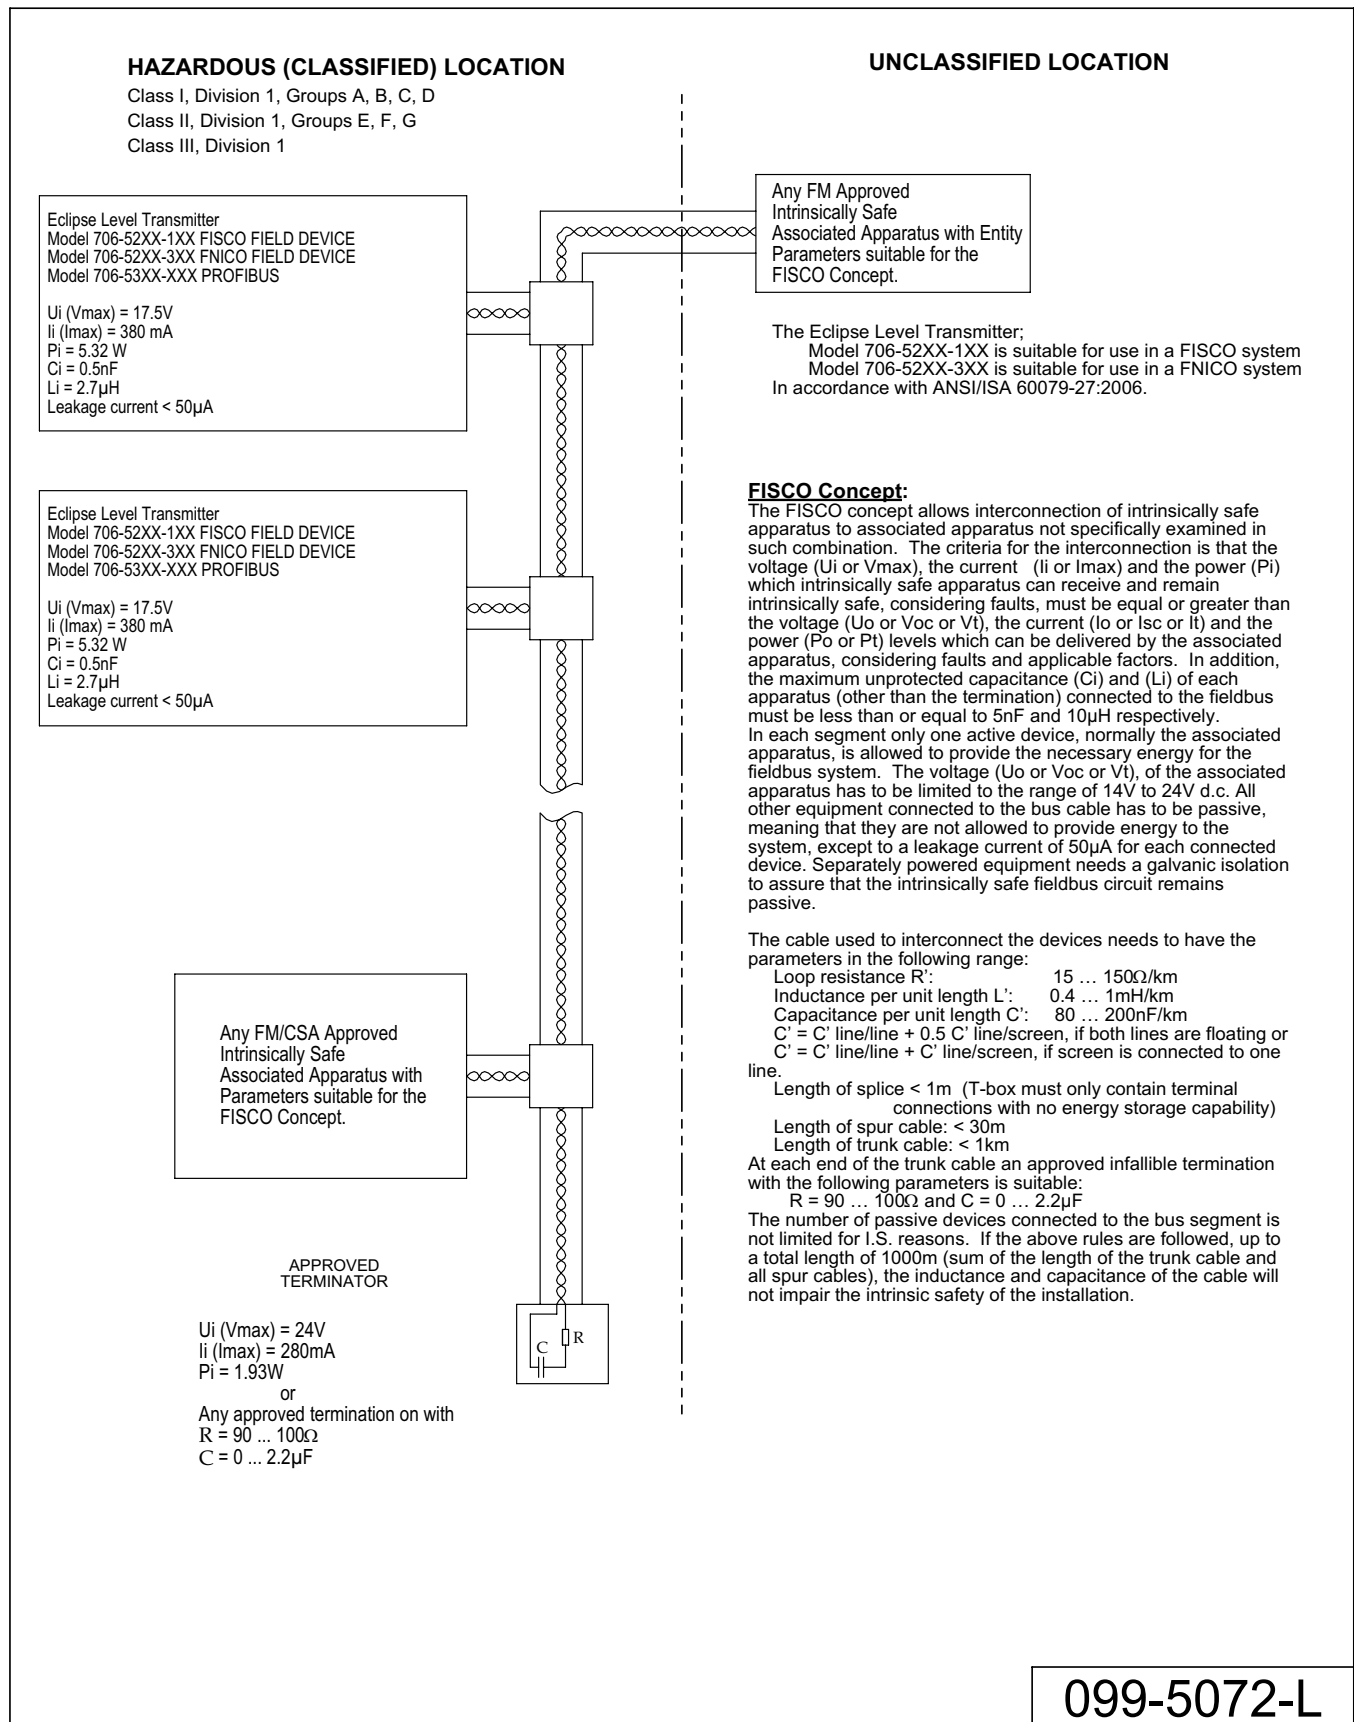 HAZARDOUS (CLASSIFIED) LOCATION
Class I, Division 1, Groups A, B, C, D
Class II, Division 1, Groups E, F, G
Class III, Division 1
UNCLASSIFIED LOCATION
Eclipse Level Transmitter
Model 706-52XX-1XX FISCO FIELD DEVICE
Model 706-52XX-3XX FNICO FIELD DEVICE
Model 706-53XX-XXX PROFIBUS
Ui (Vmax) = 17.5V
Ii (Imax) = 380 mA
Pi = 5.32 W
Ci = 0.5nF
Li = 2.7µH
Leakage current < 50µA
Any FM Approved
Intrinsically Safe
Associated Apparatus with Entity
Parameters suitable for the
FISCO Concept.
The Eclipse Level Transmitter;
Model 706-52XX-1XX is suitable for use in a FISCO system
Model 706-52XX-3XX is suitable for use in a FNICO system
In accordance with ANSI/ISA 60079-27:2006.
Eclipse Level Transmitter
Model 706-52XX-1XX FISCO FIELD DEVICE
Model 706-52XX-3XX FNICO FIELD DEVICE
Model 706-53XX-XXX PROFIBUS
Ui (Vmax) = 17.5V
Ii (Imax) = 380 mA
Pi = 5.32 W
Ci = 0.5nF
Li = 2.7µH
Leakage current < 50µA
FISCO Concept:
The FISCO concept allows interconnection of intrinsically safe
apparatus to associated apparatus not specifically examined in
such combination. The criteria for the interconnection is that the
voltage (Ui or Vmax), the current (Ii or Imax) and the power (Pi)
which intrinsically safe apparatus can receive and remain
intrinsically safe, considering faults, must be equal or greater than
the voltage (Uo or Voc or Vt), the current (Io or Isc or It) and the
power (Po or Pt) levels which can be delivered by the associated
apparatus, considering faults and applicable factors. In addition,
the maximum unprotected capacitance (Ci) and (Li) of each
apparatus (other than the termination) connected to the fieldbus
must be less than or equal to 5nF and 10µH respectively.
In each segment only one active device, normally the associated
apparatus, is allowed to provide the necessary energy for the
fieldbus system. The voltage (Uo or Voc or Vt), of the associated
apparatus has to be limited to the range of 14V to 24V d.c. All
other equipment connected to the bus cable has to be passive,
meaning that they are not allowed to provide energy to the
system, except to a leakage current of 50µA for each connected
device. Separately powered equipment needs a galvanic isolation
to assure that the intrinsically safe fieldbus circuit remains
passive.
The cable used to interconnect the devices needs to have the
parameters in the following range:
Loop resistance R’: 15 … 150Ω/km
Inductance per unit length L’: 0.4 … 1mH/km
Capacitance per unit length C’: 80 … 200nF/km
C’ = C’ line/line + 0.5 C’ line/screen, if both lines are floating or
C’ = C’ line/line + C’ line/screen, if screen is connected to one
line.
Length of splice < 1m (T-box must only contain terminal
connections with no energy storage capability)
Length of spur cable: < 30m
Length of trunk cable: < 1km
At each end of the trunk cable an approved infallible termination
with the following parameters is suitable:
R = 90 … 100Ω and C = 0 … 2.2µF
The number of passive devices connected to the bus segment is
not limited for I.S. reasons. If the above rules are followed, up to
a total length of 1000m (sum of the length of the trunk cable and
all spur cables), the inductance and capacitance of the cable will
not impair the intrinsic safety of the installation.
Any FM/CSA Approved
Intrinsically Safe
Associated Apparatus with
Parameters suitable for the
FISCO Concept.
APPROVED
TERMINATOR
Ui (Vmax) = 24V
Ii (Imax) = 280mA
Pi = 1.93W
or
Any approved termination on with
R = 90 ... 100Ω
C = 0 ... 2.2µF
R
C
099-5072-L